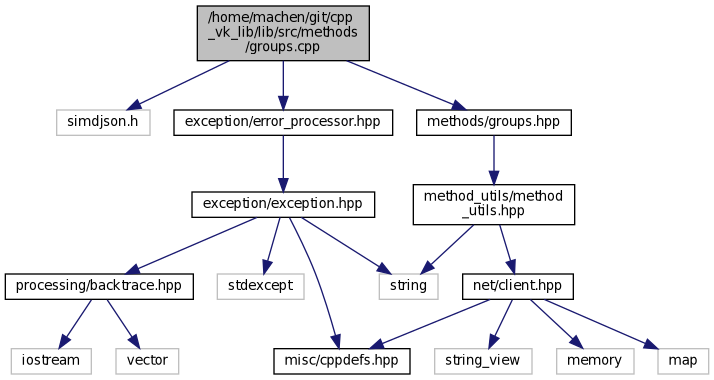 /home/machen/git/cpp
_vk_lib/lib/src/methods
/groups.cpp
simdjson.h
exception/error_processor.hpp
methods/groups.hpp
exception/exception.hpp
method_utils/method
_utils.hpp
processing/backtrace.hpp
stdexcept
string
net/client.hpp
iostream
vector
misc/cppdefs.hpp
string_view
memory
map